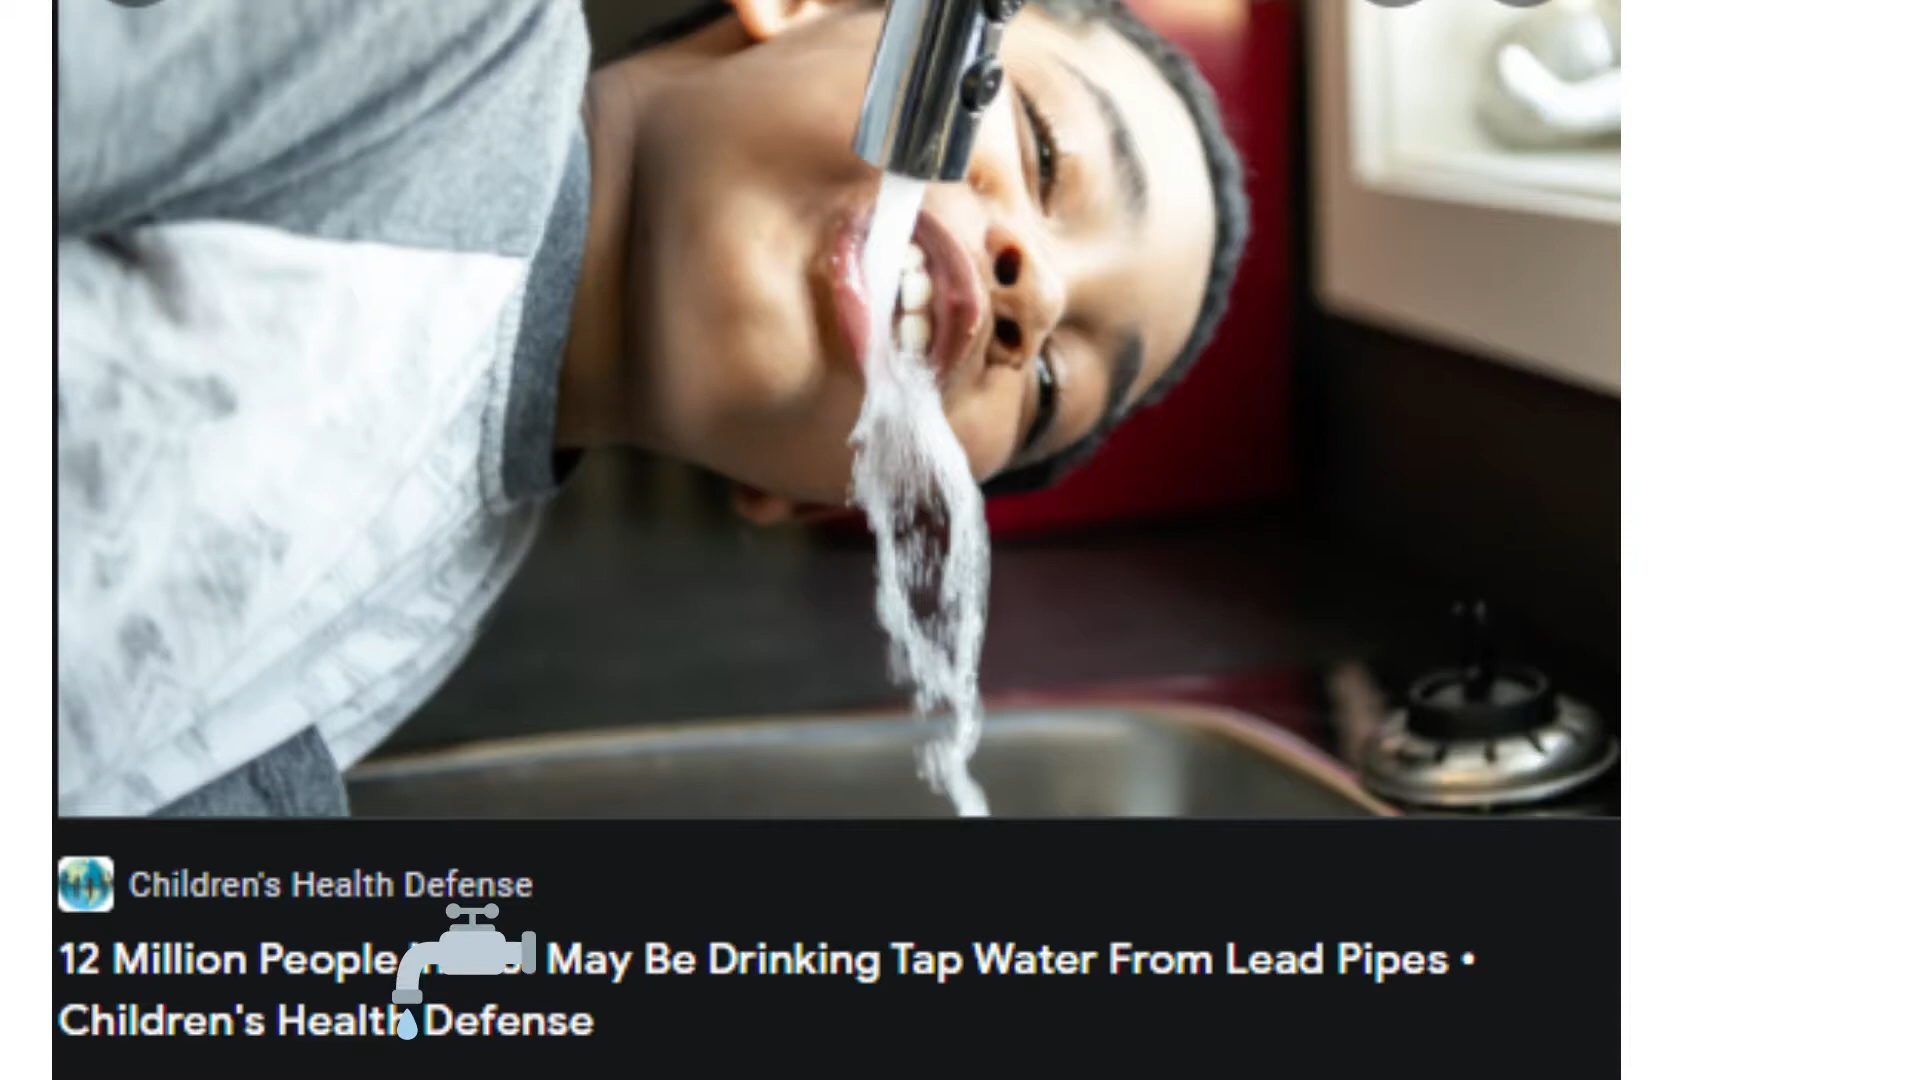 Children's Health Defense
12 Million People May Be Drinking Tap Water From Lead Pipes •
Children's Health Defense